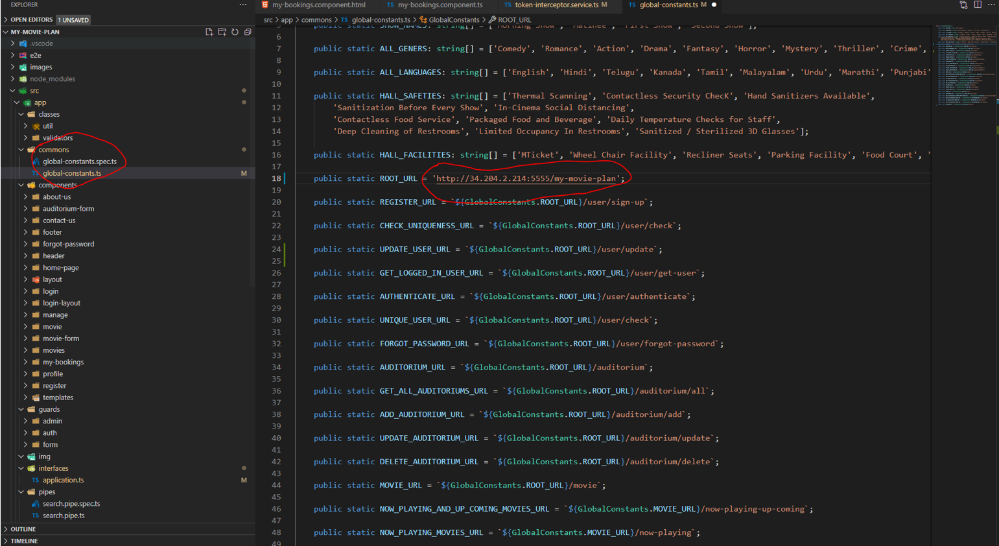 EXPLORER
...
my-bookings.component.html
TS my-bookings.component.ts
TS token-interceptor.service.ts M
TS global-constants.ts M
OPEN EDITORS 1 UNSAVED
src > app > commons > TS global-constants.ts > GlobalConstants > ROOT_URL
MY-MOVIE-PLAN
.vscode
e2e
images
node_modules
src
app
classes
util
validators
commons
global-constants.spec.ts
TS global-constants.ts M
components
about-us
auditorium-form
contact-us
footer
forgot-password
header
home-page
layout
login
login-layout
manage
movie
movie-form
movies
my-bookings
profile
register
templates
guards
admin
auth
form
img
interfaces
TS application.ts M
pipes
search.pipe.spec.ts
TS search.pipe.ts
OUTLINE
TIMELINE
5 public static SHOW_NAMES: string[] = ['Morning Show', 'Matinee', 'First Show', 'Second Show'];
6
7 public static ALL_GENERS: string[] = ['Comedy', 'Romance', 'Action', 'Drama', 'Fantasy', 'Horror', 'Mystery', 'Thriller', 'Crime',
8
9 public static ALL_LANGUAGES: string[] = ['English', 'Hindi', 'Telugu', 'Kanada', 'Tamil', 'Malayalam', 'Urdu', 'Marathi', 'Punjabi'
10
11 public static HALL_SAFETIES: string[] = ['Thermal Scanning', 'Contactless Security ChecK', 'Hand Sanitizers Available',
12 'Sanitization Before Every Show', 'In-Cinema Social Distancing',
13 'Contactless Food Service', 'Packaged Food and Beverage', 'Daily Temperature Checks for Staff',
14 'Deep Cleaning of Restrooms', 'Limited Occupancy In Restrooms', 'Sanitized / Sterilized 3D Glasses'];
15
16 public static HALL_FACILITIES: string[] = ['MTicket', 'Wheel Chair Facility', 'Recliner Seats', 'Parking Facility', 'Food Court', '
17
18 public static ROOT_URL = 'http://34.204.2.214:5555/my-movie-plan';
19
20 public static REGISTER_URL = `${GlobalConstants.ROOT_URL}/user/sign-up`;
21
22 public static CHECK_UNIQUENESS_URL = `${GlobalConstants.ROOT_URL}/user/check`;
23
24 public static UPDATE_USER_URL = `${GlobalConstants.ROOT_URL}/user/update`;
25
26 public static GET_LOGGED_IN_USER_URL = `${GlobalConstants.ROOT_URL}/user/get-user`;
27
28 public static AUTHENTICATE_URL = `${GlobalConstants.ROOT_URL}/user/authenticate`;
29
30 public static UNIQUE_USER_URL = `${GlobalConstants.ROOT_URL}/user/check`;
31
32 public static FORGOT_PASSWORD_URL = `${GlobalConstants.ROOT_URL}/user/forgot-password`;
33
34 public static AUDITORIUM_URL = `${GlobalConstants.ROOT_URL}/auditorium`;
35
36 public static GET_ALL_AUDITORIUMS_URL = `${GlobalConstants.ROOT_URL}/auditorium/all`;
37
38 public static ADD_AUDITORIUM_URL = `${GlobalConstants.ROOT_URL}/auditorium/add`;
39
40 public static UPDATE_AUDITORIUM_URL = `${GlobalConstants.ROOT_URL}/auditorium/update`;
41
42 public static DELETE_AUDITORIUM_URL = `${GlobalConstants.ROOT_URL}/auditorium/delete`;
43
44 public static MOVIE_URL = `${GlobalConstants.ROOT_URL}/movie`;
45
46 public static NOW_PLAYING_AND_UP_COMING_MOVIES_URL = `${GlobalConstants.MOVIE_URL}/now-playing-up-coming`;
47
48 public static NOW_PLAYING_MOVIES_URL = `${GlobalConstants.MOVIE_URL}/now-playing`;
49